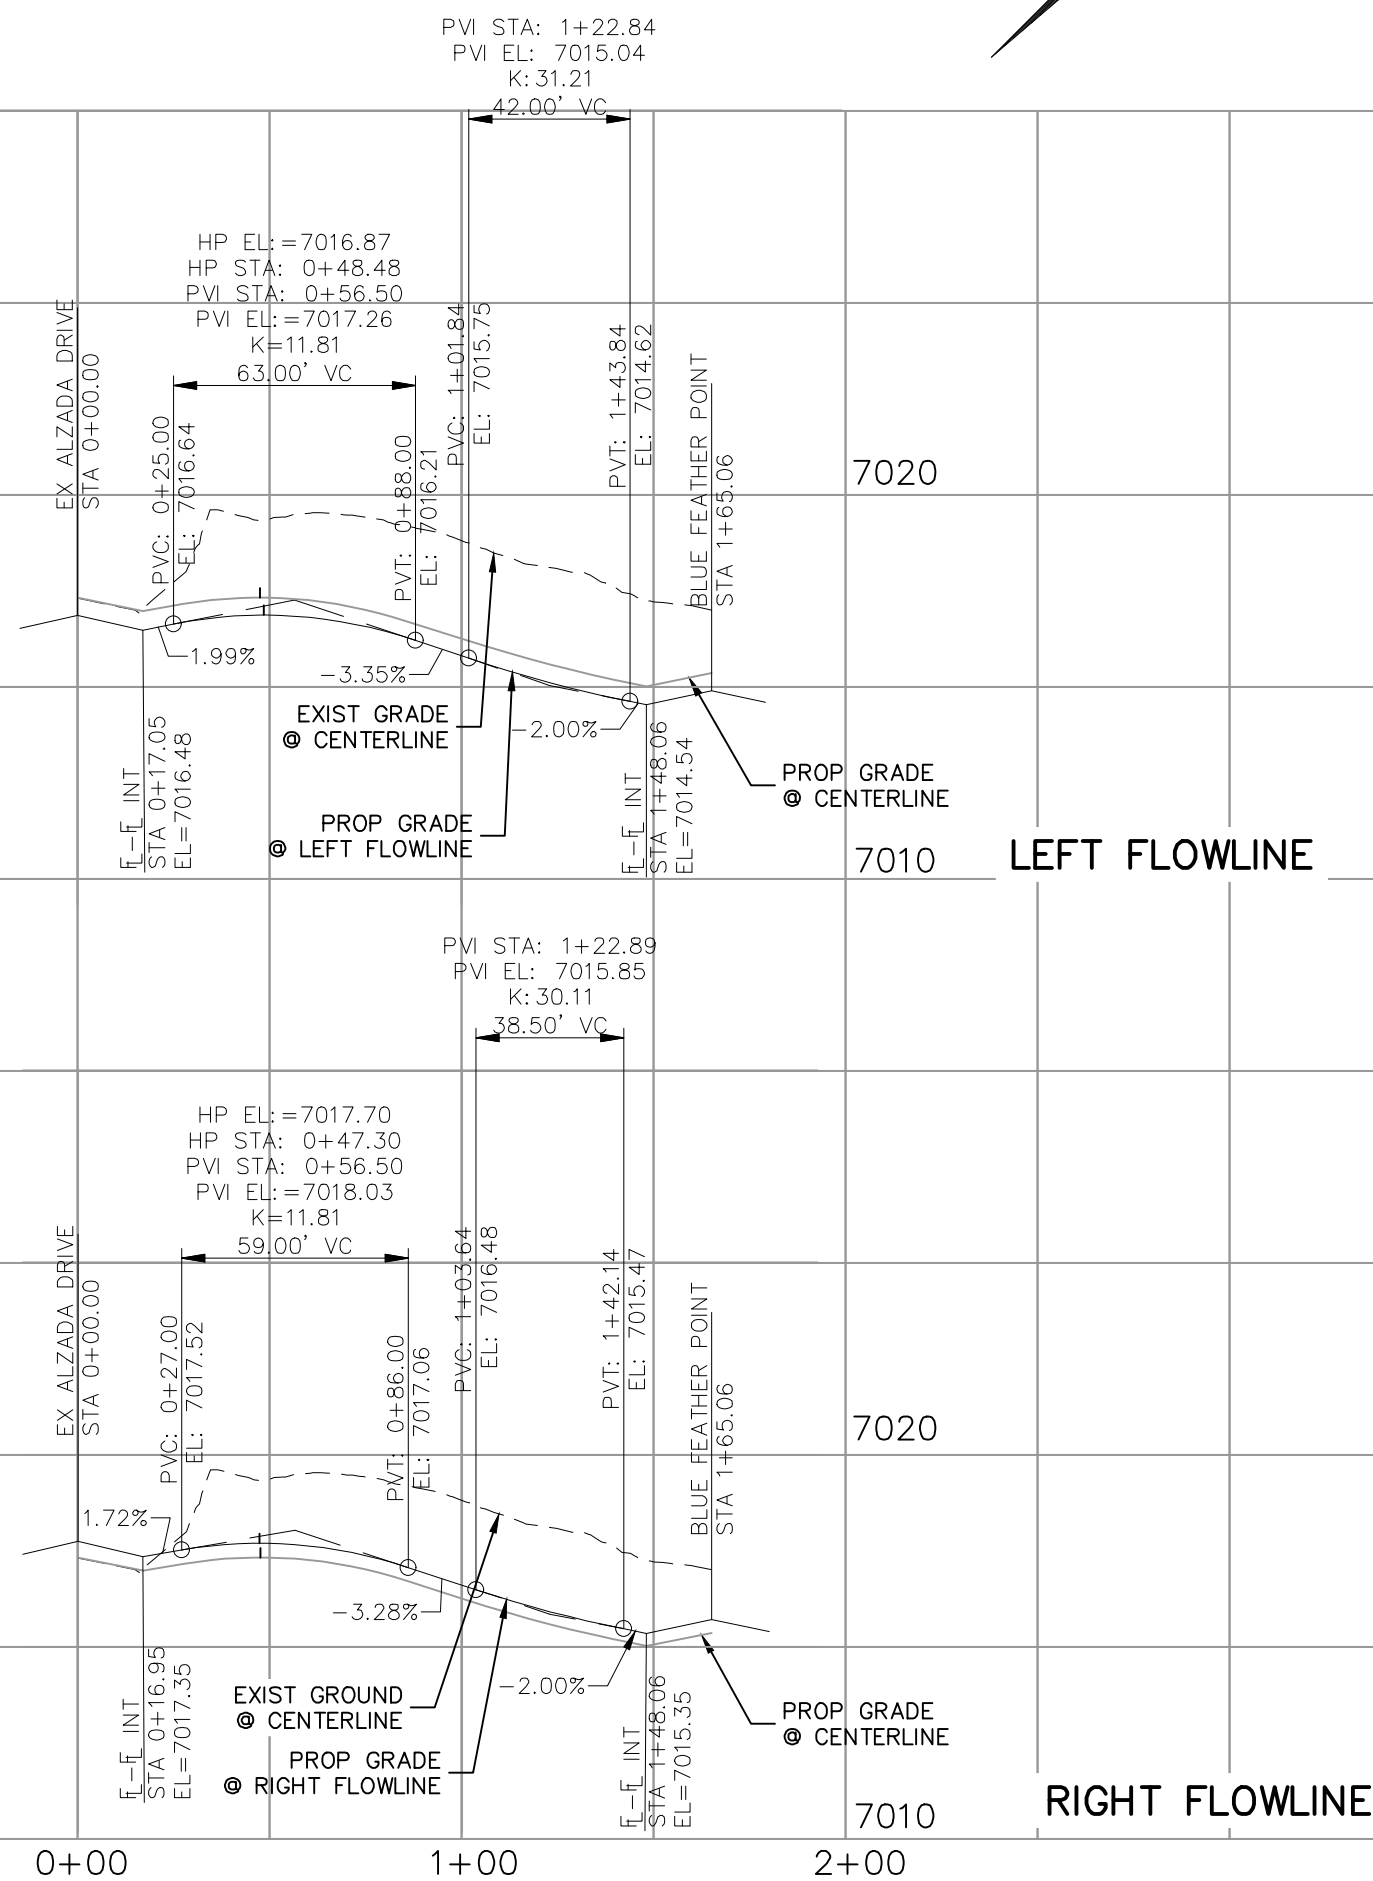 PVI STA: 1+22.84
PVI EL: 7015.04
K: 31.21
42.00' VC
HP EL:=7016.87
HP STA: 0+48.48
PVI STA: 0+56.50
PVI EL:=7017.26
K=11.81
63.00' VC
EX ALZADA DRIVE
STA 0+00.00
PVC: 0+25.00
EL: 7016.64
PVT: 0+88.00
EL: 7016.21
PVC: 1+01.84
EL: 7015.75
PVT: 1+43.84
EL: 7014.62
BLUE FEATHER POINT
STA 1+65.06
7020
1.99%
-3.35%
-2.00%
EXIST GRADE
@ CENTERLINE
PROP GRADE
@ LEFT FLOWLINE
PROP GRADE
@ CENTERLINE
FL-FL INT
STA 0+17.05
EL=7016.48
FL-FL INT
STA 1+48.06
EL=7014.54
7010
LEFT FLOWLINE
PVI STA: 1+22.89
PVI EL: 7015.85
K: 30.11
38.50' VC
HP EL:=7017.70
HP STA: 0+47.30
PVI STA: 0+56.50
PVI EL:=7018.03
K=11.81
59.00' VC
EX ALZADA DRIVE
STA 0+00.00
PVC: 0+27.00
EL: 7017.52
PVT: 0+86.00
EL: 7017.06
PVC: 1+03.64
EL: 7016.48
PVT: 1+42.14
EL: 7015.47
BLUE FEATHER POINT
STA 1+65.06
7020
1.72%
-3.28%
-2.00%
EXIST GROUND
@ CENTERLINE
PROP GRADE
@ RIGHT FLOWLINE
PROP GRADE
@ CENTERLINE
FL-FL INT
STA 0+16.95
EL=7017.35
FL-FL INT
STA 1+48.06
EL=7015.35
7010
RIGHT FLOWLINE
0+00
1+00
2+00